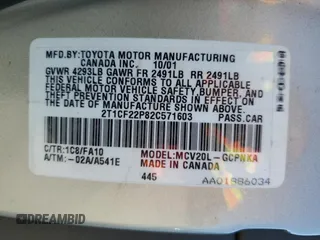 MFD.BY:TOYOTA MOTOR MANUFACTURING
CANADA INC. 10/01
GVWR 4293LB GAWR FR 2491LB RR 2491LB
THIS VEHICLE CONFORMS TO ALL APPLICABLE
FEDERAL MOTOR VEHICLE SAFETY, BUMPER, AND
THEFT PREVENTION STANDARDS IN EFFECT ON
THE DATE OF MANUFACTURE SHOWN ABOVE.
2T1CF22P82C571603 PASS.CAR
C/TR:1C8/FA10 MODEL:MCV20L-GCPNKA
A/TM:-02A/A541E MADE IN CANADA
445 AA01886034
DREAMBID